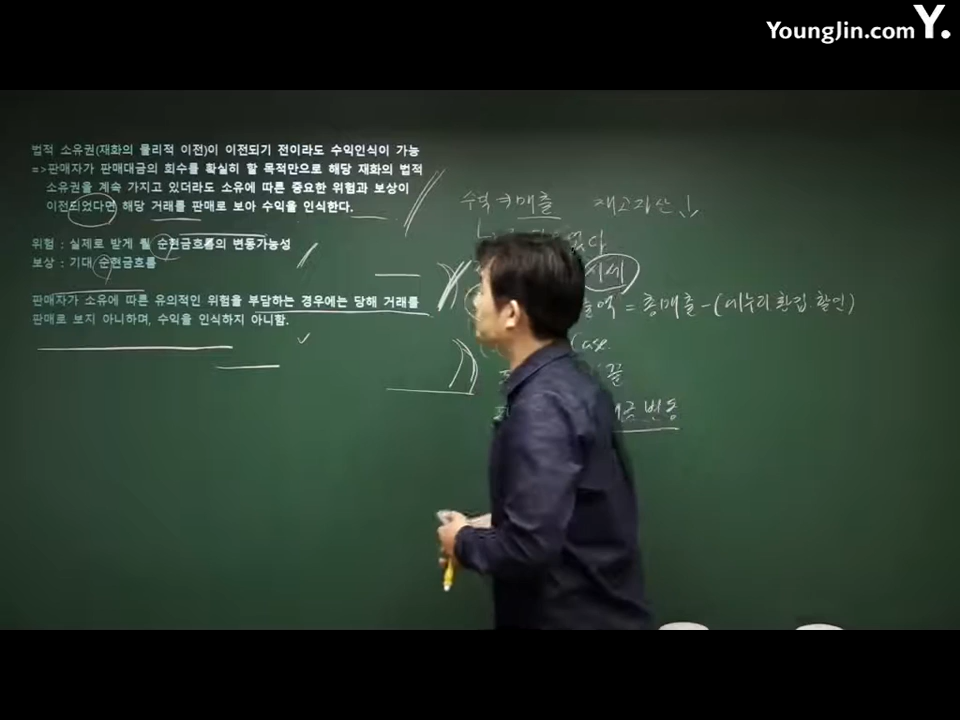 YoungJin.com Y.
법적 소유권(재화의 물리적 이전)이 이전되기 전이라도 수익인식이 가능
=>판매자가 판매대금의 회수를 확실히 할 목적만으로 해당 재화의 법적
소유권을 계속 가지고 있더라도 소유에 따른 중요한 위험과 보상이
이전되었다면 해당 거래를 판매로 보아 수익을 인식한다.
위험 : 실제로 받게 될 순현금흐름의 변동가능성
보상 : 기대 순현금흐름
판매자가 소유에 따른 유의적인 위험을 부담하는 경우에는 당해 거래를
판매로 보지 아니하며, 수익을 인식하지 아니함.
수익 매출 재고자산 ↓
없다
시세
출액 = 총매출 - (에누리 환입 할인)
Case.
꼴
금 변동